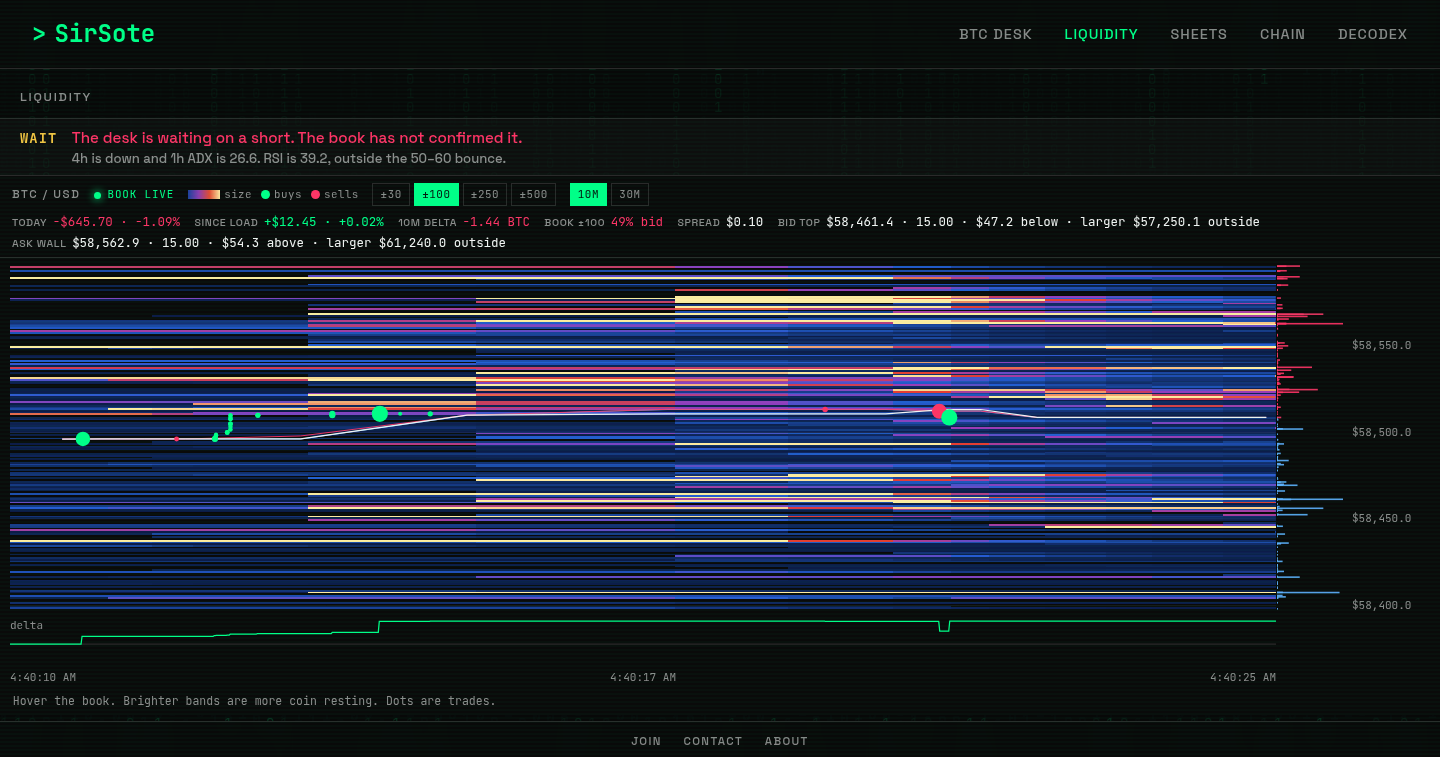 > SirSote
BTC DESK LIQUIDITY SHEETS CHAIN DECODEX
LIQUIDITY
WAIT The desk is waiting on a short. The book has not confirmed it.
4h is down and 1h ADX is 26.6. RSI is 39.2, outside the 50–60 bounce.
BTC / USD BOOK LIVE size buys sells ±30 ±100 ±250 ±500 10M 30M
TODAY -$645.70 · -1.09% SINCE LOAD +$12.45 · +0.02% 10M DELTA -1.44 BTC BOOK ±100 49% bid SPREAD $0.10 BID TOP $58,461.4 · 15.00 · $47.2 below · larger $57,250.1 outside
ASK WALL $58,562.9 · 15.00 · $54.3 above · larger $61,240.0 outside
$58,550.0
$58,500.0
$58,450.0
$58,400.0
delta
4:40:10 AM 4:40:17 AM 4:40:25 AM
Hover the book. Brighter bands are more coin resting. Dots are trades.
JOIN CONTACT ABOUT